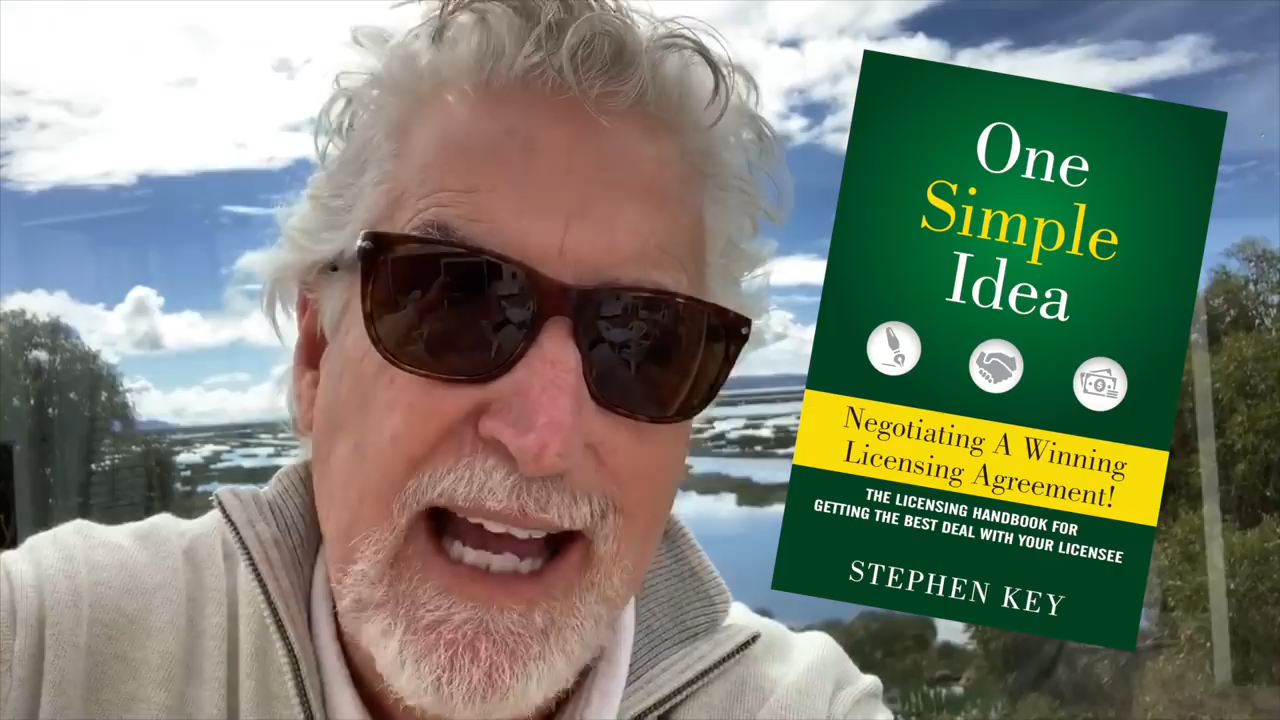 One
Simple
Idea
Negotiating A Winning
Licensing Agreement!
THE LICENSING HANDBOOK FOR
GETTING THE BEST DEAL WITH YOUR LICENSEE
STEPHEN KEY